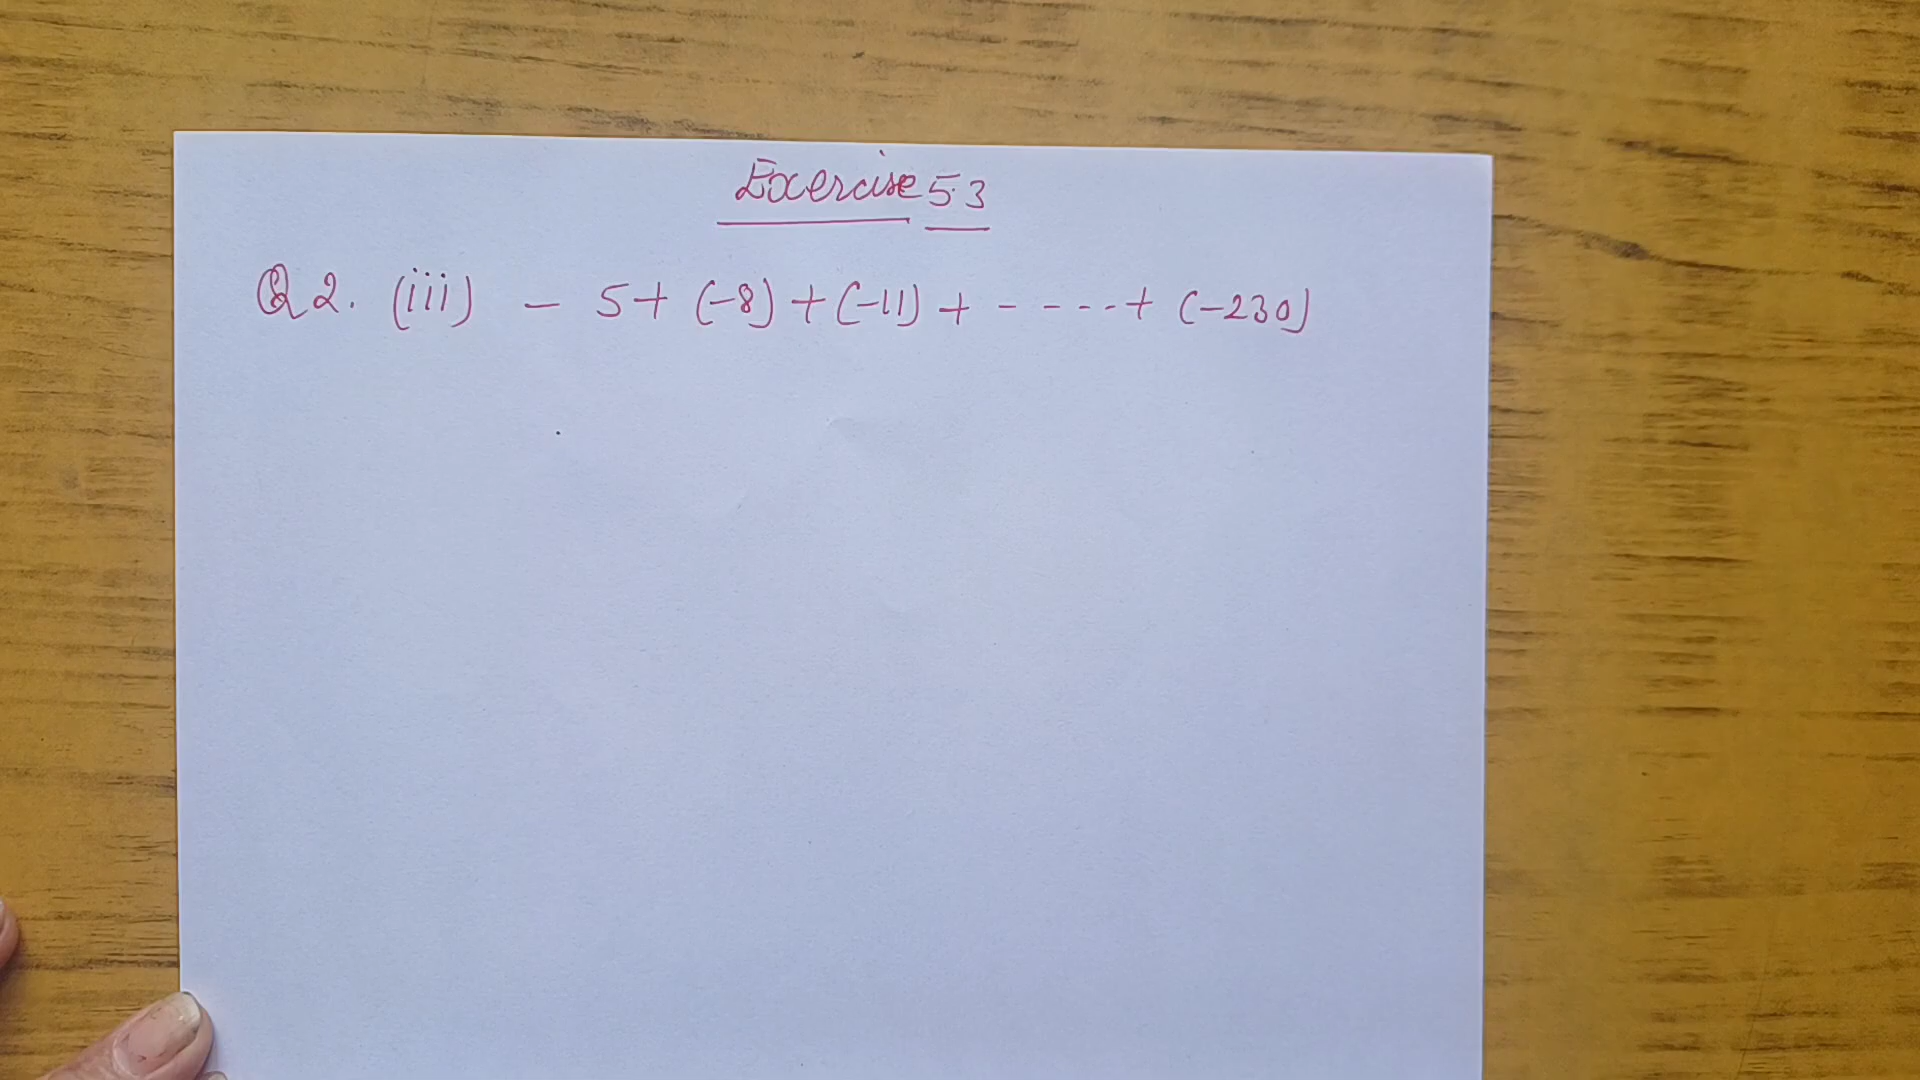 Exercise 5.3
Q2. (iii) - 5+ (-8) + (-11) + - - - - - + (-230)